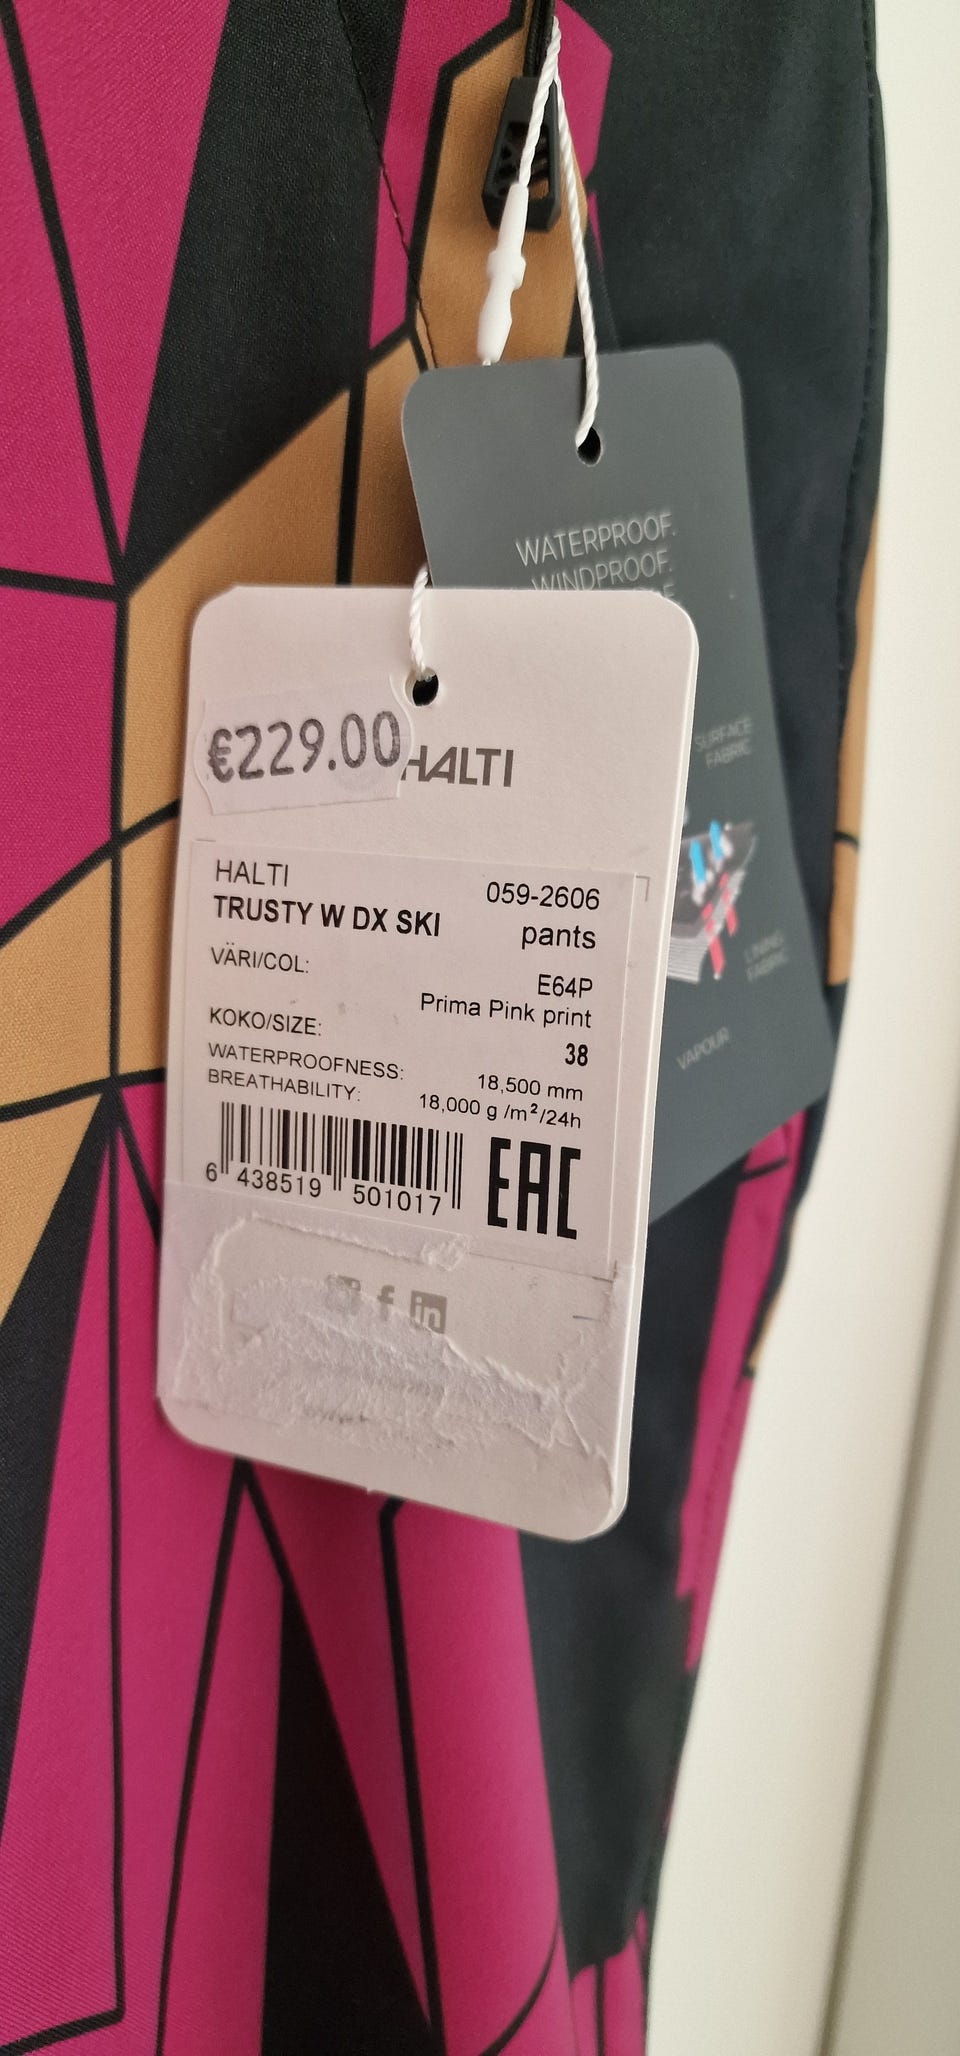 WATERPROOF.
WINDPROOF.
€229.00
HALTI
SURFACE
FABRIC
LINING
FABRIC
VAPOUR
HALTI 059-2606
TRUSTY W DX SKI pants
VÄRI/COL: E64P
Prima Pink print
KOKO/SIZE: 38
WATERPROOFNESS: 18,500 mm
BREATHABILITY: 18,000 g /m²/24h
6 438519 501017
EAC
f in